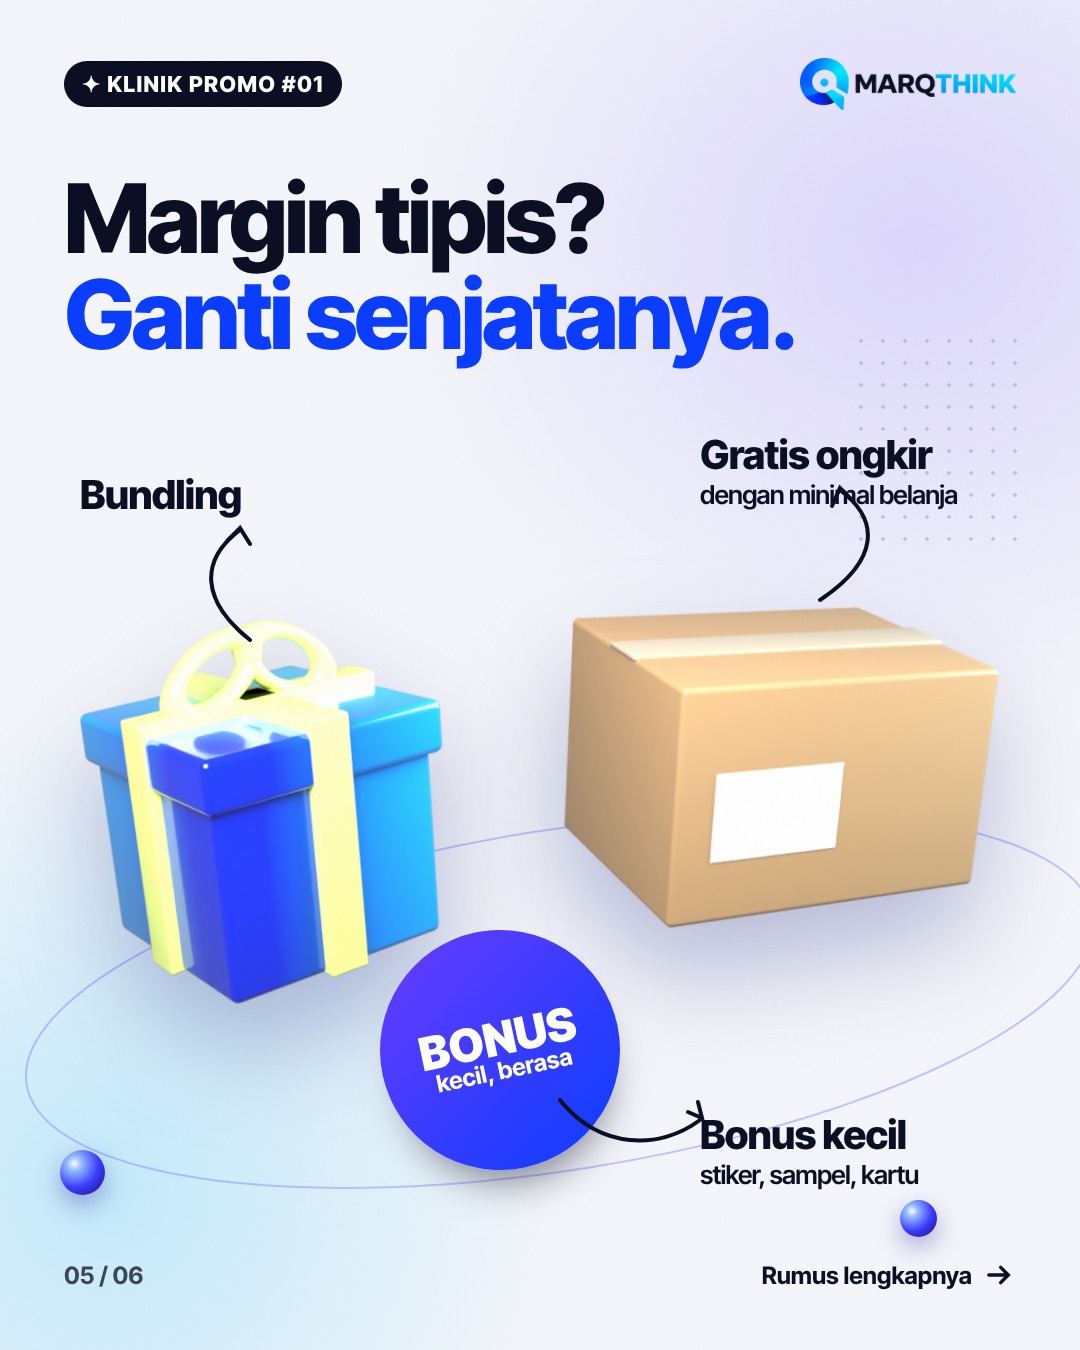 ✦ KLINIK PROMO #01
MARQTHINK
Margin tipis?
Ganti senjatanya.
Gratis ongkir
dengan minimal belanja
Bundling
BONUS
kecil, berasa
Bonus kecil
stiker, sampel, kartu
05 / 06
Rumus lengkapnya →